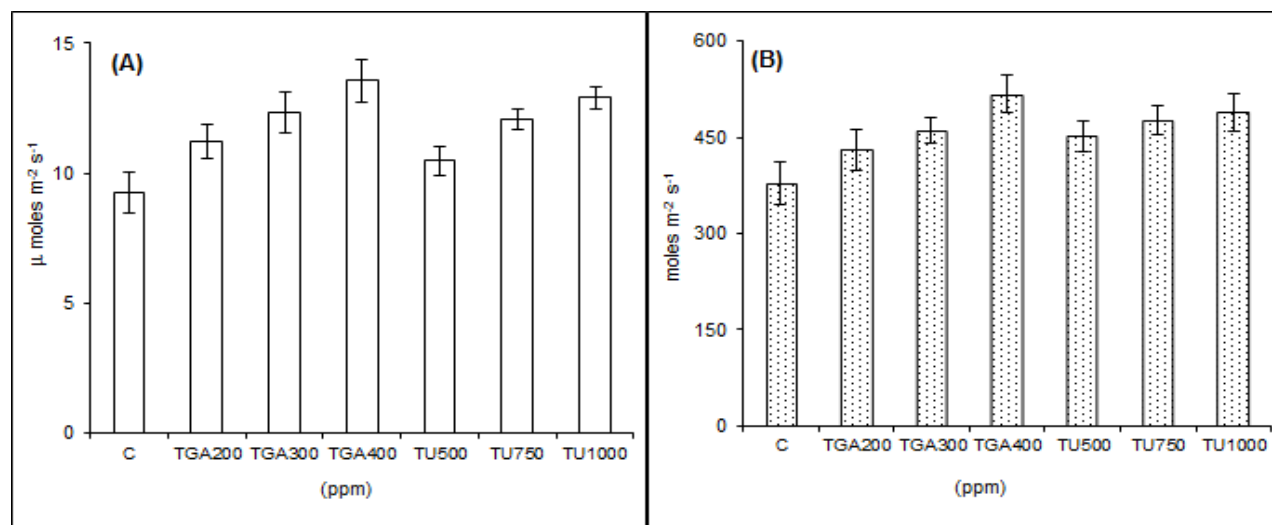 (A)
15
10
5
0
μ moles m⁻² s⁻¹
C TGA200 TGA300 TGA400 TU500 TU750 TU1000
(ppm)
(B)
600
450
300
150
0
moles m⁻² s⁻¹
C TGA200 TGA300 TGA400 TU500 TU750 TU1000
(ppm)